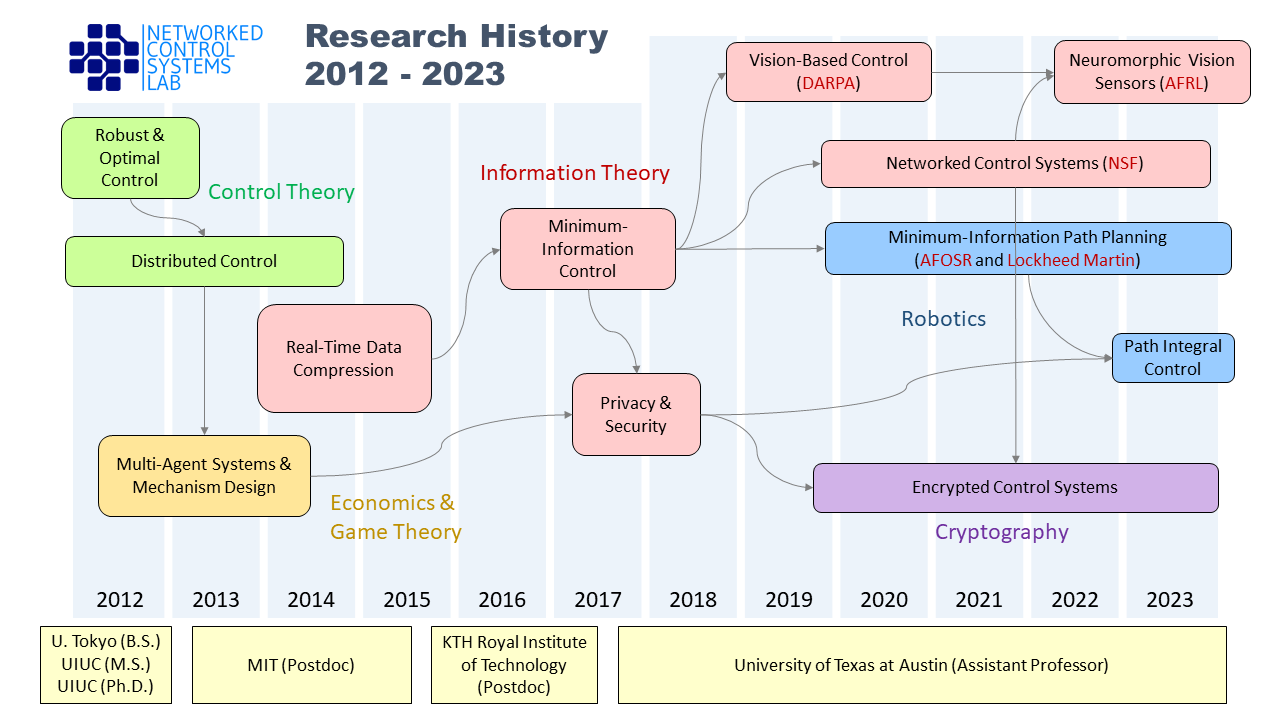 NETWORKED
CONTROL
SYSTEMS
LAB
Research History
2012 - 2023
Vision-Based Control
(DARPA)
Neuromorphic Vision
Sensors (AFRL)
Robust &
Optimal
Control
Control Theory
Information Theory
Networked Control Systems (NSF)
Distributed Control
Minimum-
Information
Control
Minimum-Information Path Planning
(AFOSR and Lockheed Martin)
Real-Time Data
Compression
Robotics
Path Integral
Control
Privacy &
Security
Multi-Agent Systems &
Mechanism Design
Economics &
Game Theory
Encrypted Control Systems
Cryptography
2012 2013 2014 2015 2016 2017 2018 2019 2020 2021 2022 2023
U. Tokyo (B.S.)
UIUC (M.S.)
UIUC (Ph.D.)
MIT (Postdoc)
KTH Royal Institute
of Technology
(Postdoc)
University of Texas at Austin (Assistant Professor)